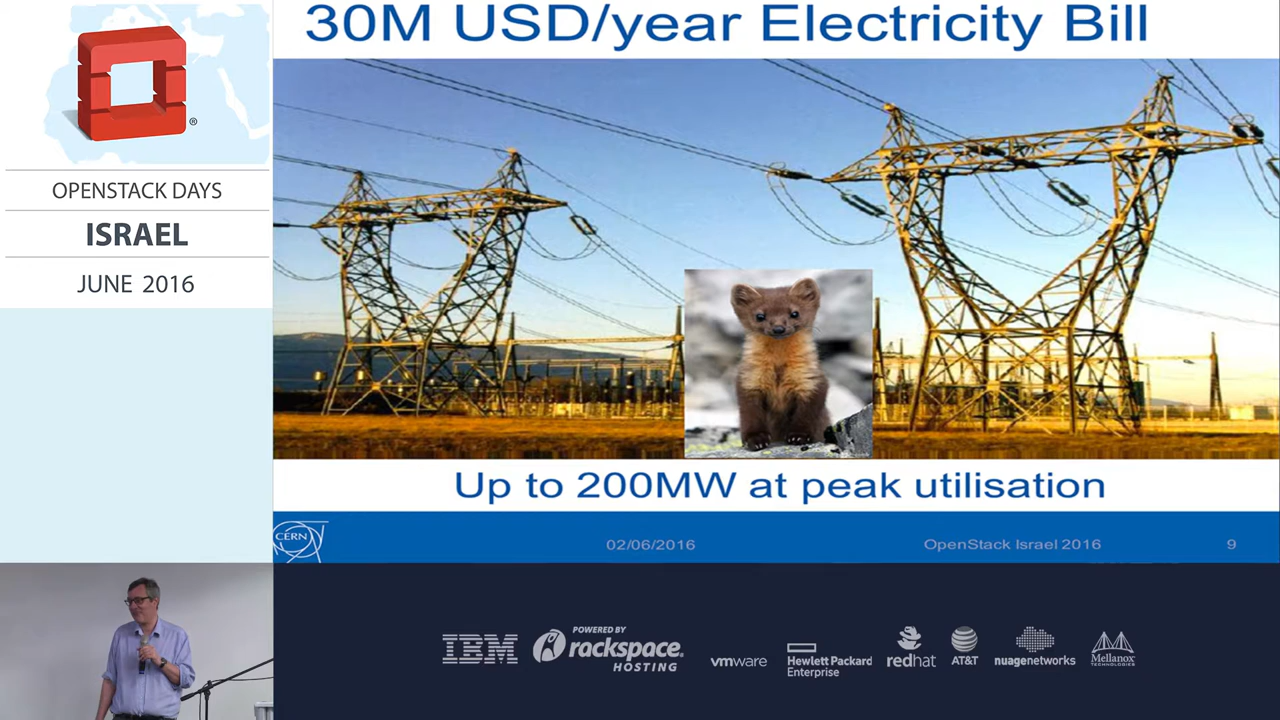 30M USD/year Electricity Bill
®
OPENSTACK DAYS
ISRAEL
JUNE 2016
Up to 200MW at peak utilisation
CERN
02/06/2016
OpenStack Israel 2016
9
IBM
POWERED BY
rackspace.
HOSTING
vmware
Hewlett Packard
Enterprise
redhat
AT&T
nuagenetworks
Mellanox
TECHNOLOGIES